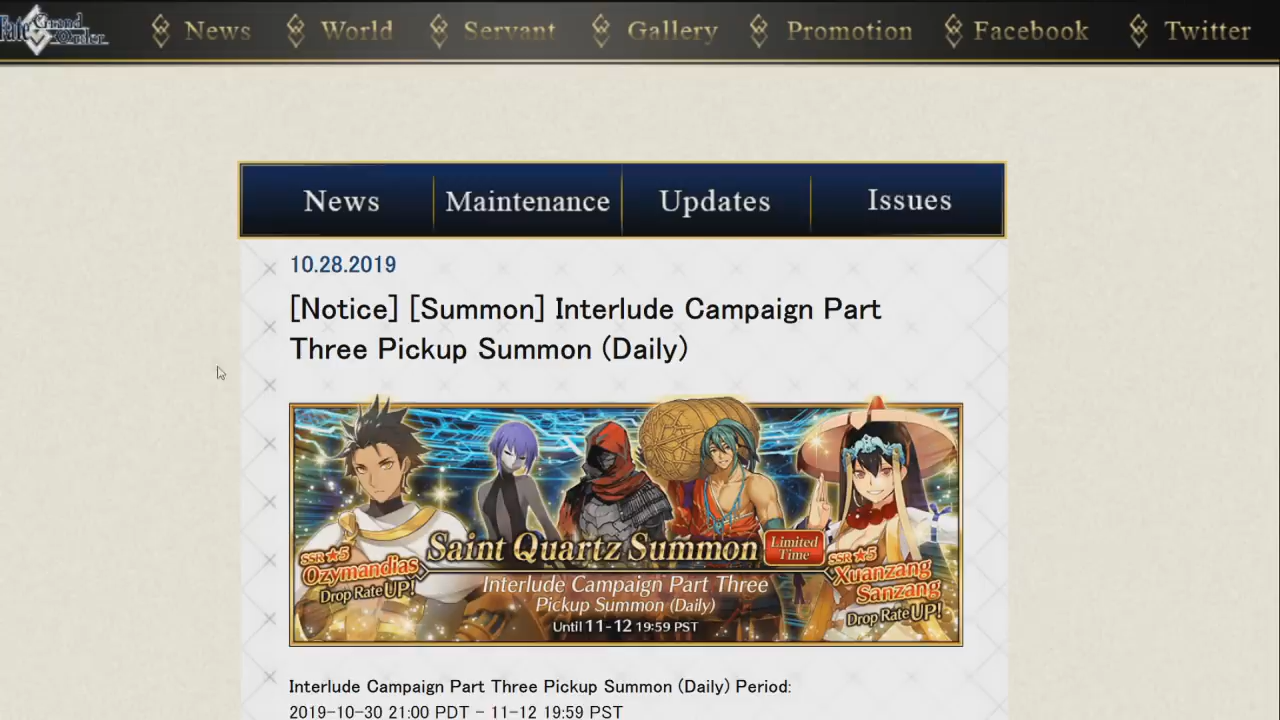 Fate Grand Order
News
World
Servant
Gallery
Promotion
Facebook
Twitter
News
Maintenance
Updates
Issues
10.28.2019
[Notice] [Summon] Interlude Campaign Part
Three Pickup Summon (Daily)
SSR ★5
Ozymandias
Drop Rate UP!
Saint Quartz Summon
Limited
Time
Interlude Campaign Part Three
Pickup Summon (Daily)
Until 11-12 19:59 PST
SSR ★5
Xuanzang
Sanzang
Drop Rate UP!
Interlude Campaign Part Three Pickup Summon (Daily) Period:
2019-10-30 21:00 PDT - 11-12 19:59 PST